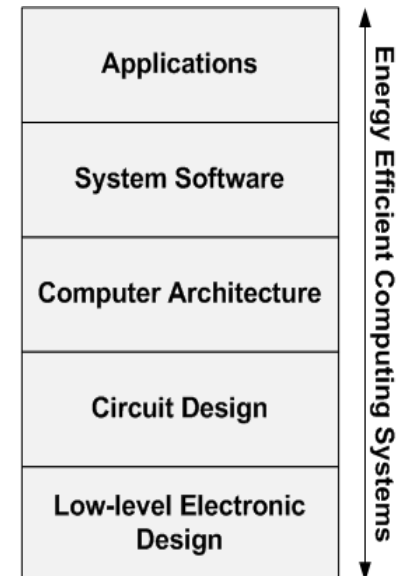 Applications
System Software
Computer Architecture
Circuit Design
Low-level Electronic
Design
Energy Efficient Computing Systems